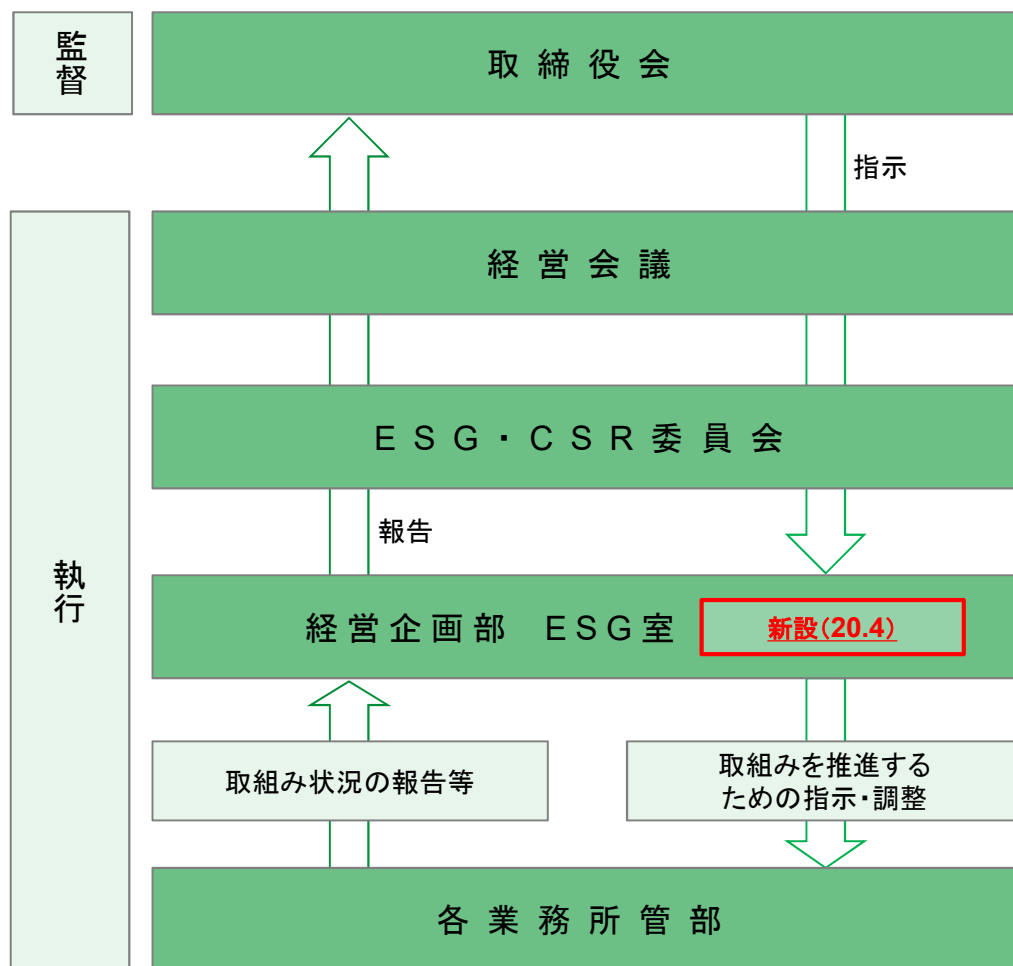 監督
取締役会
指示
経営会議
ESG・CSR委員会
報告
執行
経営企画部　ESG室
新設(20.4)
取組み状況の報告等
取組みを推進する
ための指示・調整
各業務所管部